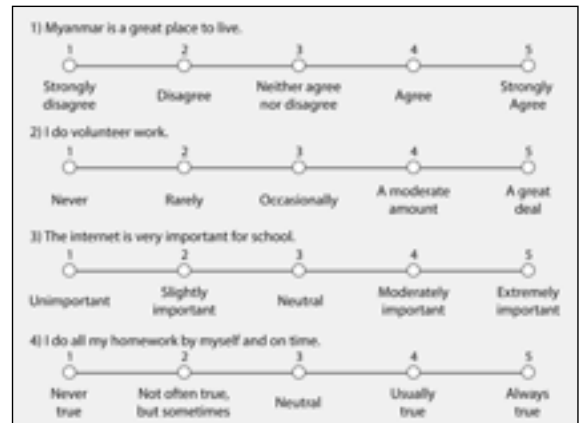 1) Myanmar is a great place to live.
1 2 3 4 5
Strongly disagree Disagree Neither agree nor disagree Agree Strongly Agree
2) I do volunteer work.
1 2 3 4 5
Never Rarely Occasionally A moderate amount A great deal
3) The internet is very important for school.
1 2 3 4 5
Unimportant Slightly important Neutral Moderately important Extremely important
4) I do all my homework by myself and on time.
1 2 3 4 5
Never true Not often true, but sometimes Neutral Usually true Always true